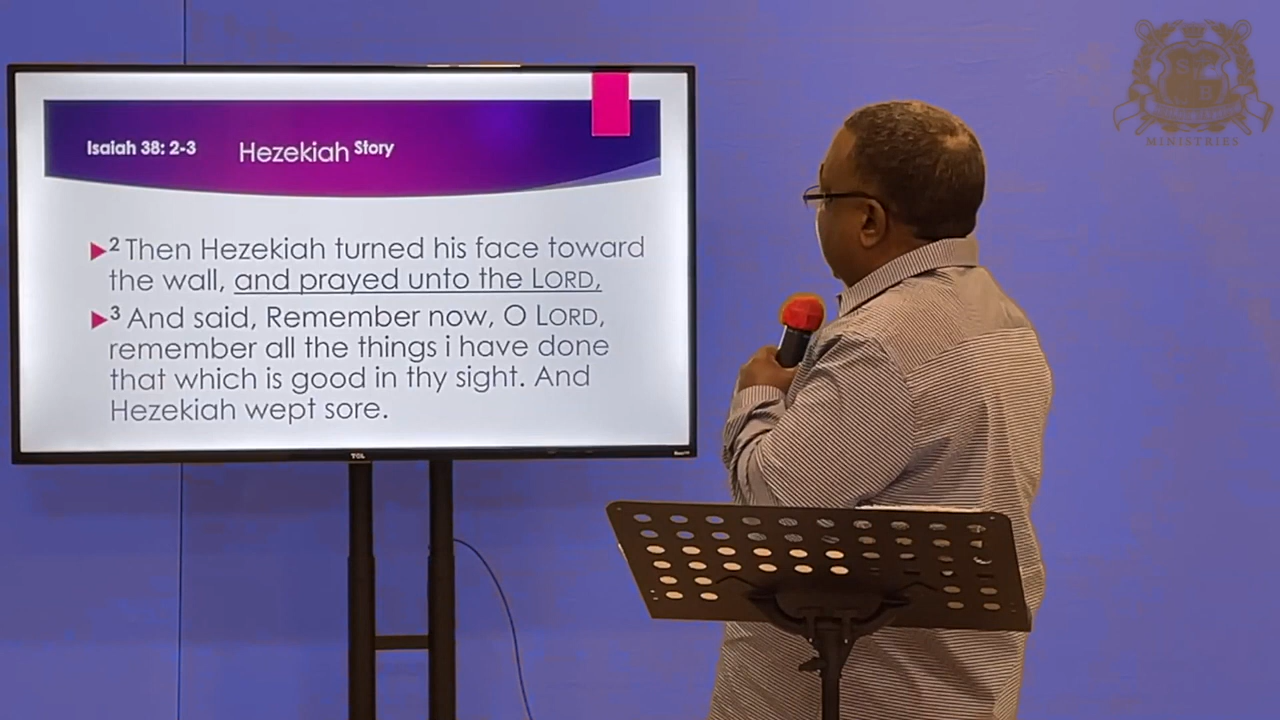 Isaiah 38: 2-3
Hezekiah Story
2 Then Hezekiah turned his face toward
the wall, and prayed unto the LORD,
3 And said, Remember now, O LORD,
remember all the things i have done
that which is good in thy sight. And
Hezekiah wept sore.
TCL
MINISTRIES